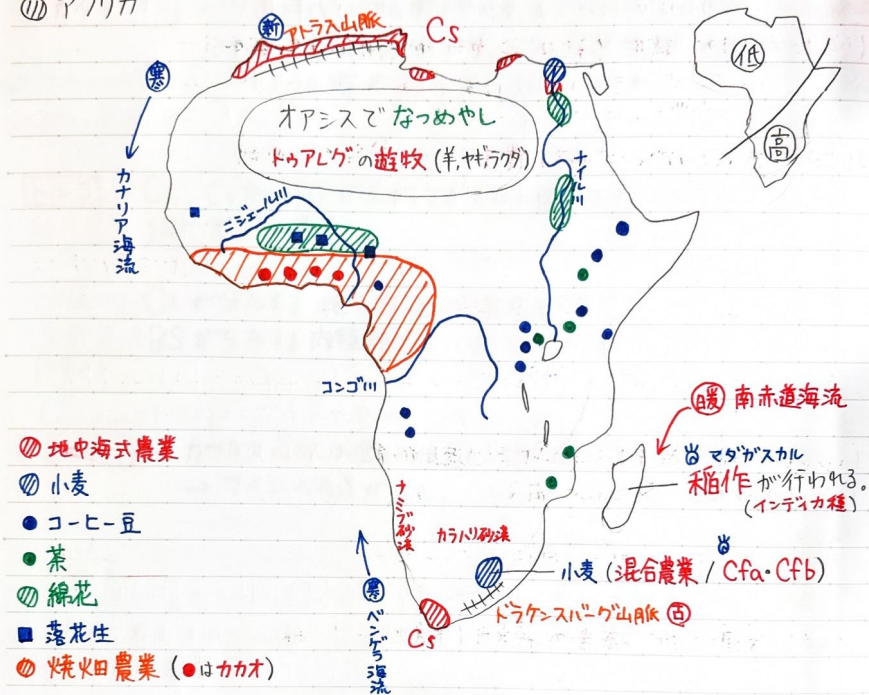 アフリカ
新 アトラス山脈
Cs
寒
カナリア海流
オアシスで なつめやし
トゥアレグの遊牧 (羊,ヤギ,ラクダ)
ナイル川
低
高
ニジェール川
コンゴ川
暖 南赤道海流
マダガスカル
稲作が行われる。
(インディカ種)
ナミブ砂漠
カラハリ砂漠
小麦 (混合農業 / Cfa・Cfb)
ドラケンスバーグ山脈 古
Cs
寒
ベンゲラ海流
地中海式農業
小麦
コーヒー豆
茶
綿花
落花生
焼畑農業 (●はカカオ)